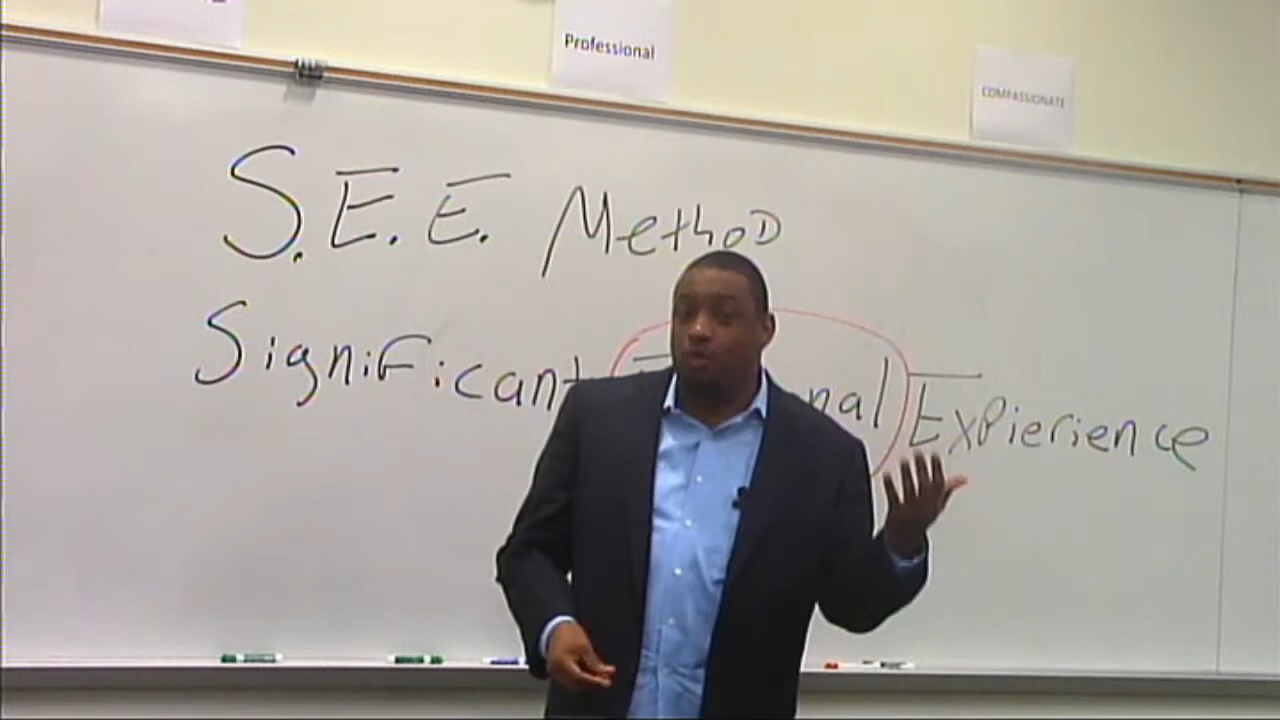 Professional
COMPASSIONATE
S.E.E. MethoD
Significant nal ExPierience